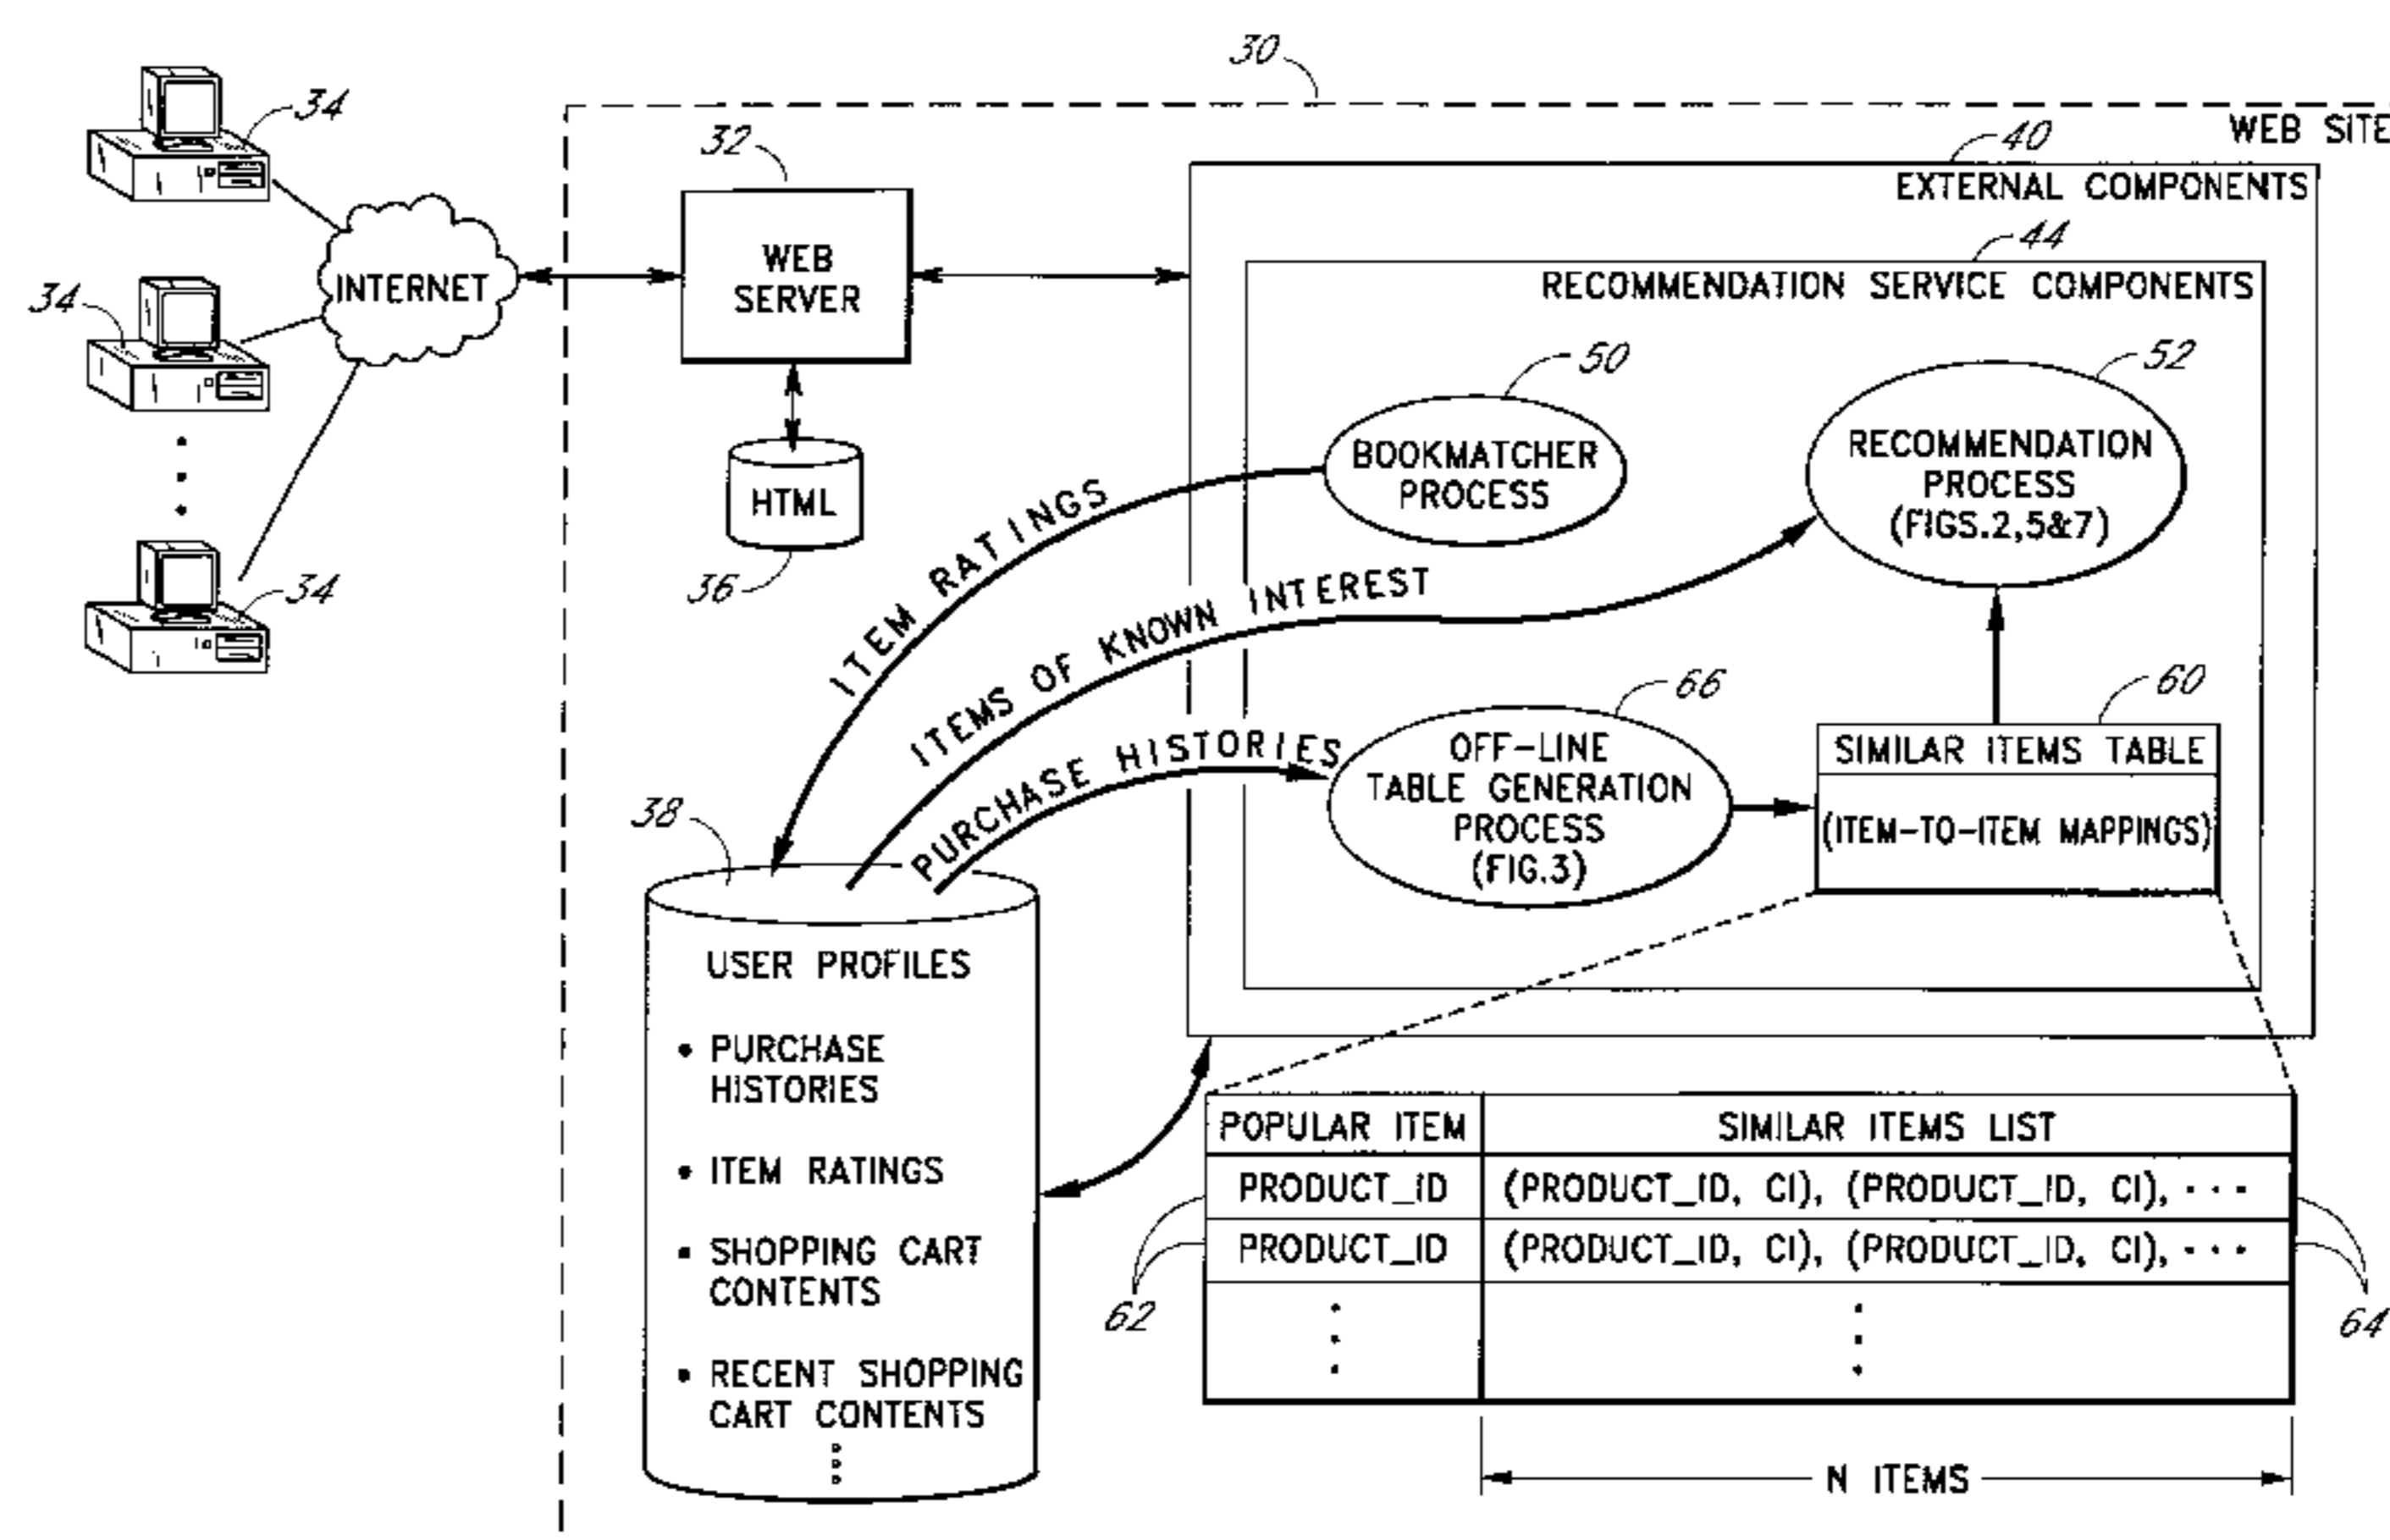 30
WEB SITE
34
32
40
EXTERNAL COMPONENTS
44
RECOMMENDATION SERVICE COMPONENTS
WEB
SERVER
INTERNET
34
50
52
BOOKMATCHER
PROCESS
RECOMMENDATION
PROCESS
(FIGS.2,5&7)
HTML
36
34
ITEM RATINGS
ITEMS OF KNOWN INTEREST
PURCHASE HISTORIES
66
60
OFF-LINE
TABLE GENERATION
PROCESS
(FIG.3)
SIMILAR ITEMS TABLE
(ITEM-TO-ITEM MAPPINGS)
38
USER PROFILES
• PURCHASE
HISTORIES
• ITEM RATINGS
• SHOPPING CART
CONTENTS
• RECENT SHOPPING
CART CONTENTS
POPULAR ITEM SIMILAR ITEMS LIST
PRODUCT_ID (PRODUCT_ID, CI), (PRODUCT_ID, CI), ···
PRODUCT_ID (PRODUCT_ID, CI), (PRODUCT_ID, CI), ···
62
64
N ITEMS